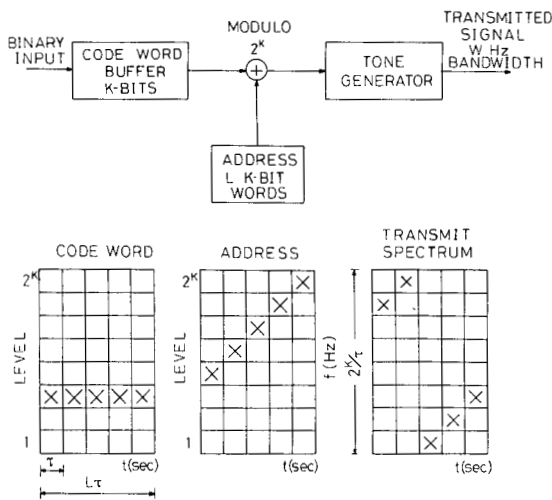 BINARY
INPUT
CODE WORD
BUFFER
K-BITS
MODULO
2^K
+
TONE
GENERATOR
TRANSMITTED
SIGNAL
W Hz
BANDWIDTH
ADDRESS
L K-BIT
WORDS
CODE WORD
2^K
LEVEL
1
τ
Lτ
t(sec)
ADDRESS
2^K
LEVEL
1
t(sec)
TRANSMIT
SPECTRUM
f (Hz)
2^K/τ
t(sec)